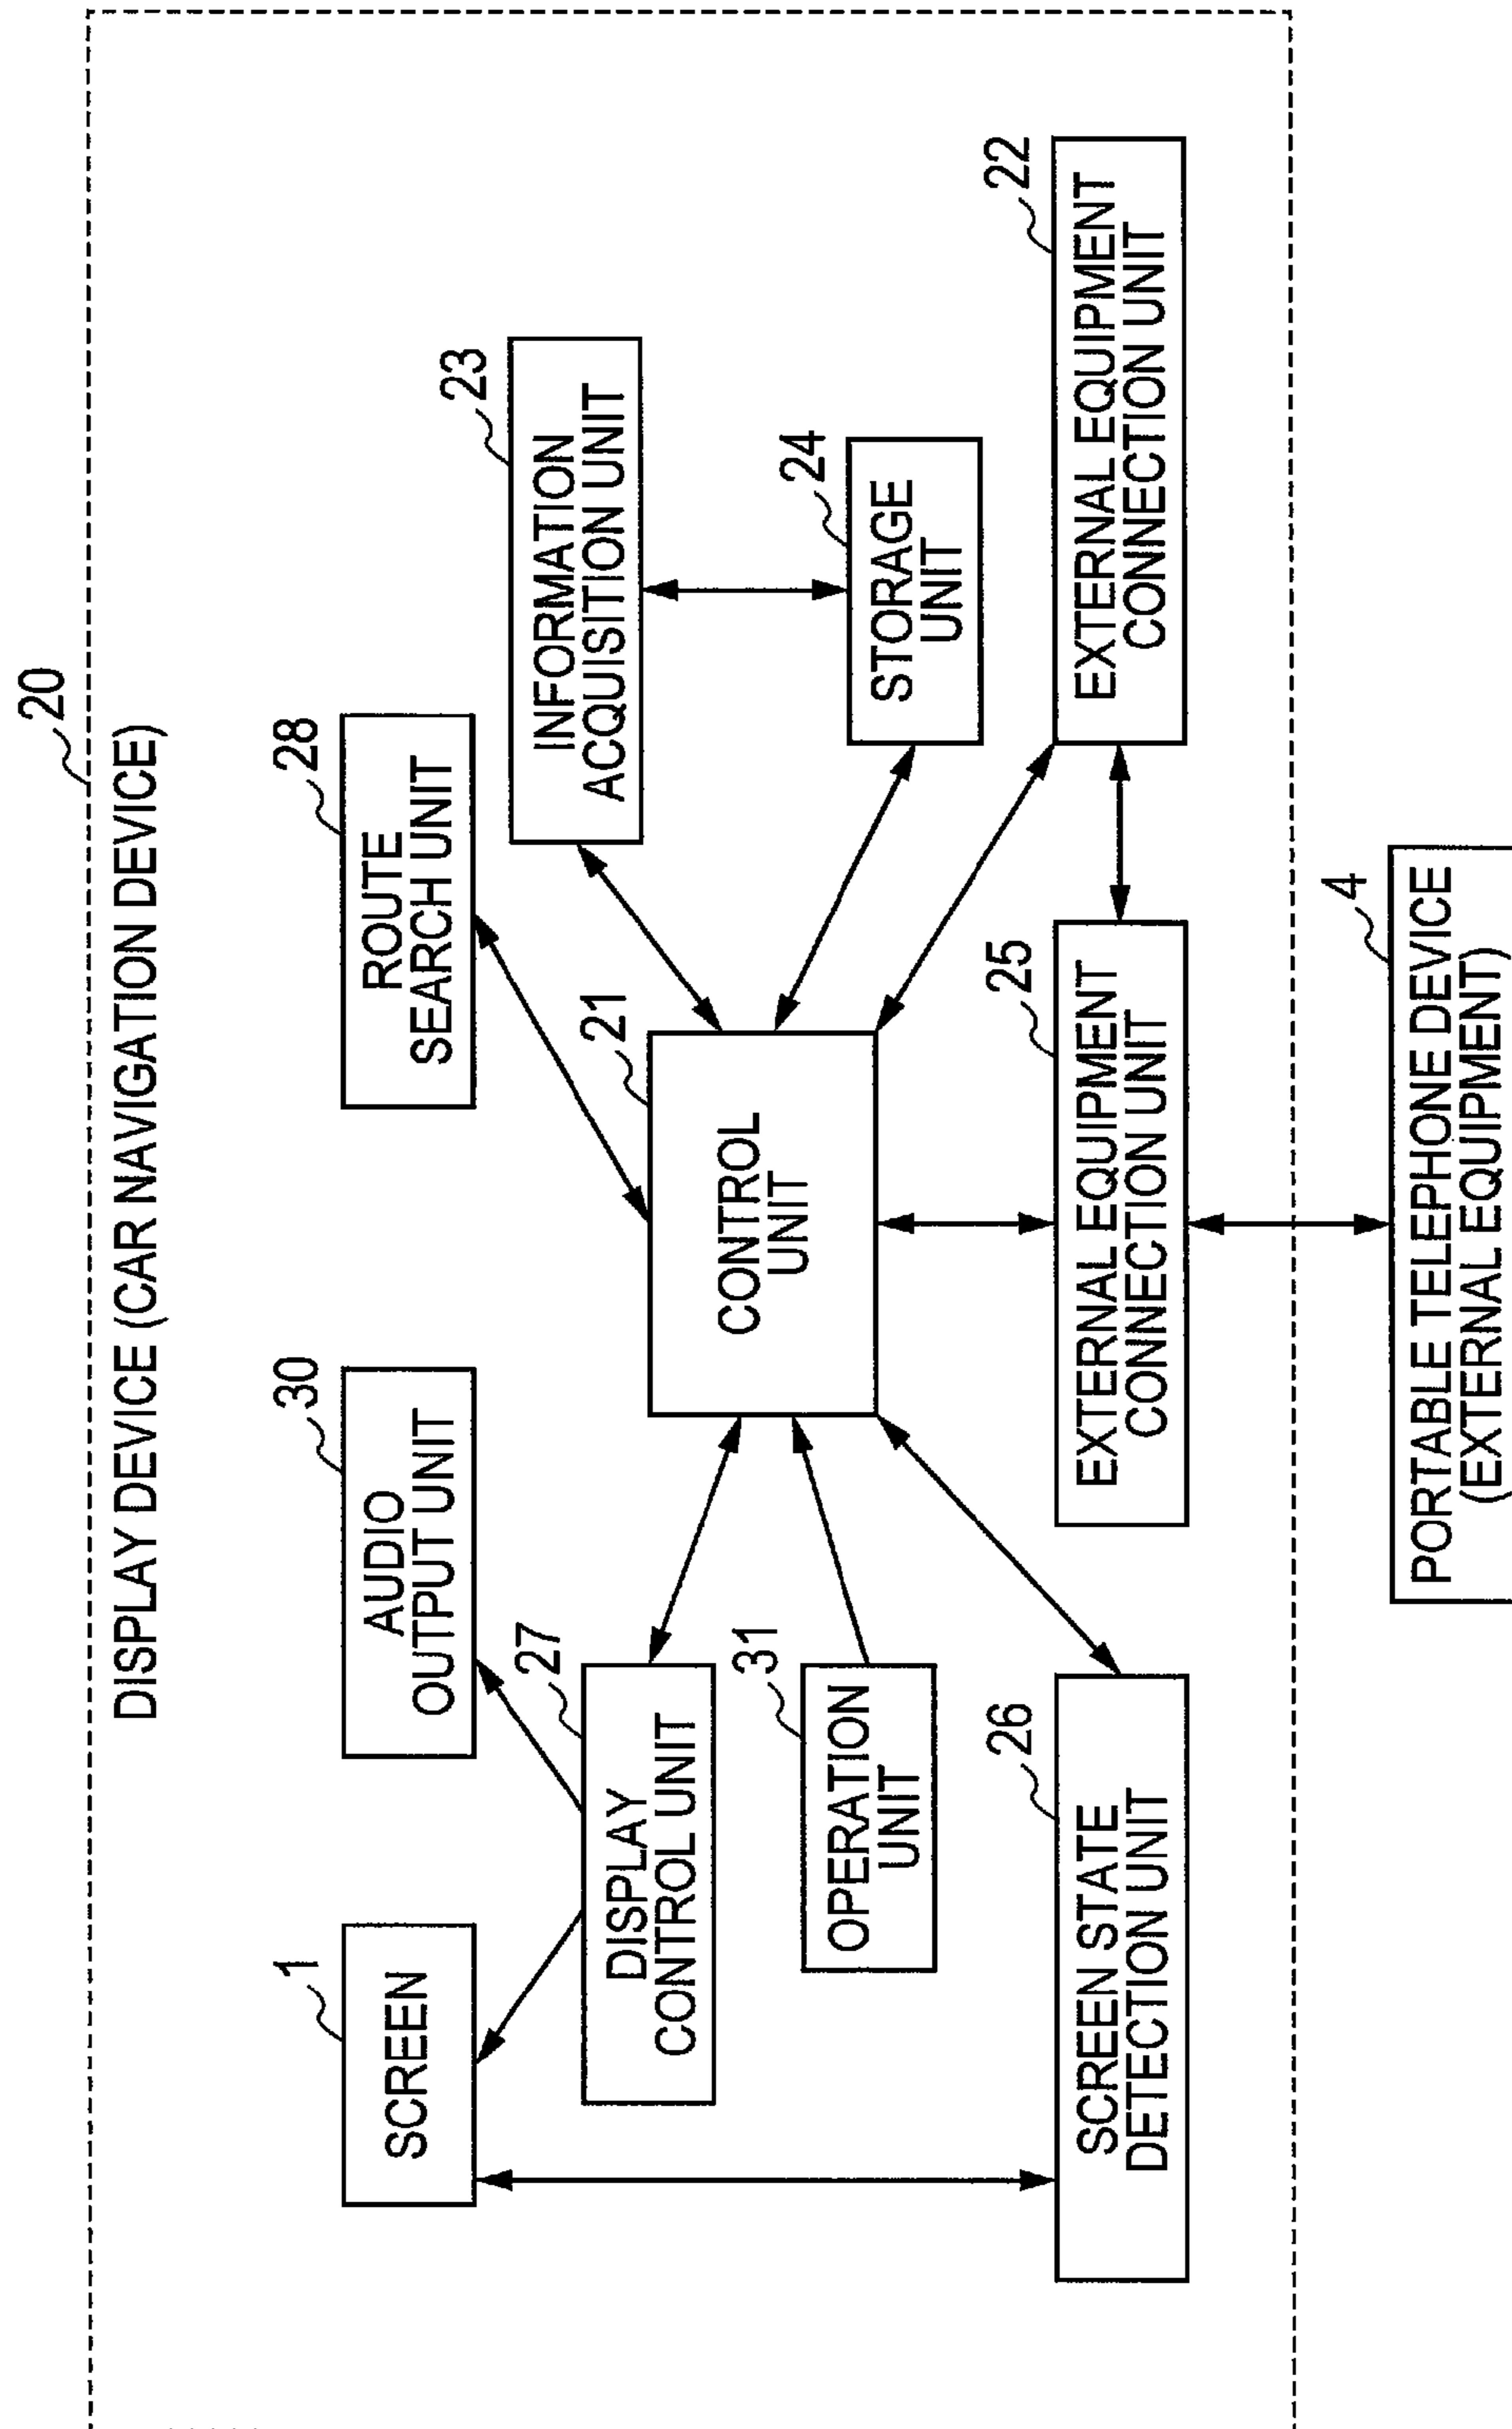 20
DISPLAY DEVICE (CAR NAVIGATION DEVICE)
1
SCREEN
30
AUDIO
OUTPUT UNIT
28
ROUTE
SEARCH UNIT
27
DISPLAY
CONTROL UNIT
23
INFORMATION
ACQUISITION UNIT
21
CONTROL
UNIT
31
OPERATION
UNIT
24
STORAGE
UNIT
26
SCREEN STATE
DETECTION UNIT
25
EXTERNAL EQUIPMENT
CONNECTION UNIT
22
EXTERNAL EQUIPMENT
CONNECTION UNIT
4
PORTABLE TELEPHONE DEVICE
(EXTERNAL EQUIPMENT)